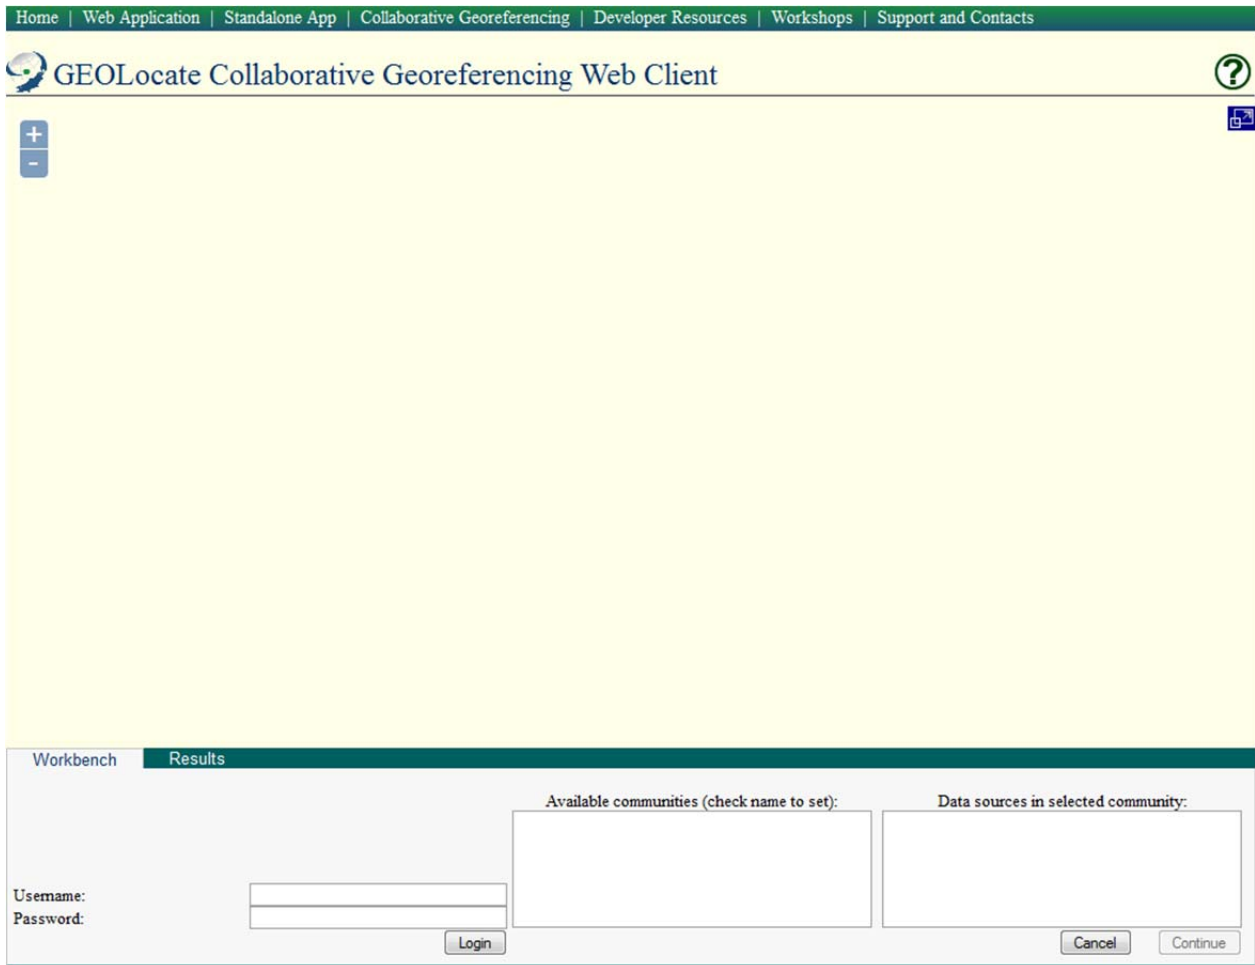 Home | Web Application | Standalone App | Collaborative Georeferencing | Developer Resources | Workshops | Support and Contacts
GEOLocate Collaborative Georeferencing Web Client
?
+
-
Workbench Results
Available communities (check name to set): Data sources in selected community:
Username:
Password:
Login Cancel Continue